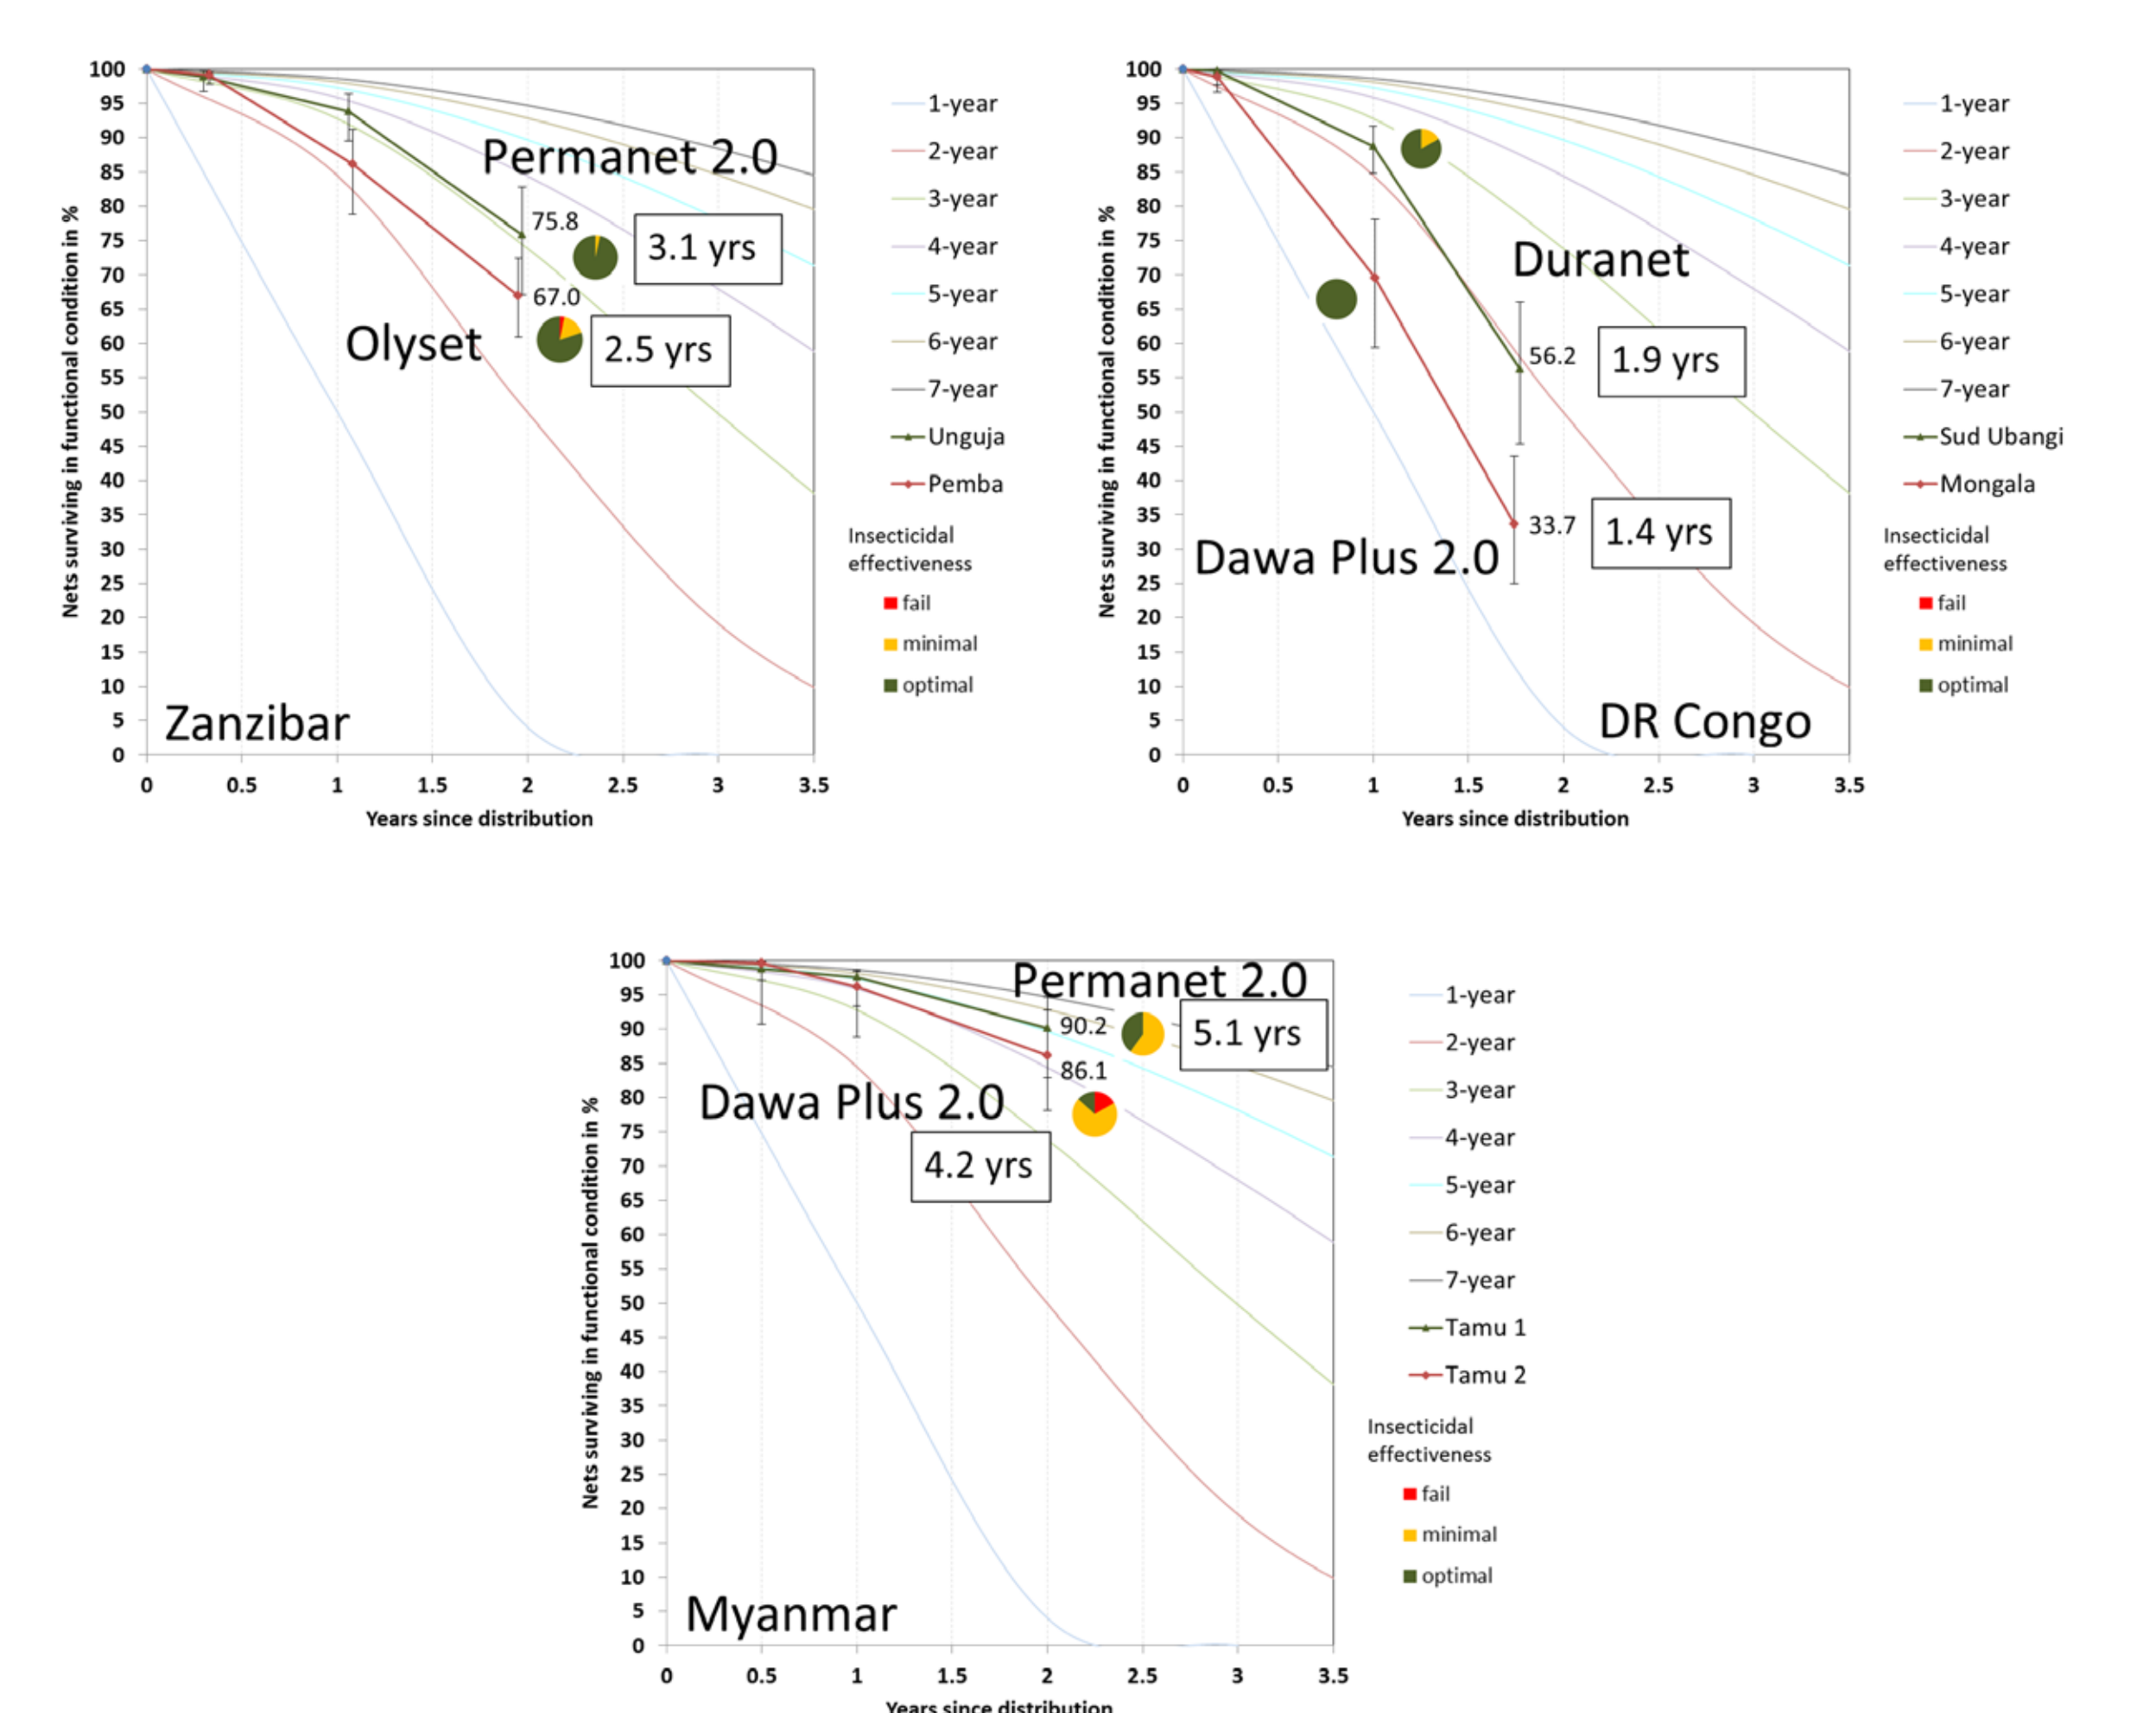 100
95
90
85
80
75
70
65
60
55
50
45
40
35
30
25
20
15
10
5
0
Nets surviving in functional condition in %
0 0.5 1 1.5 2 2.5 3 3.5
Years since distribution
Permanet 2.0
75.8
3.1 yrs
67.0
Olyset
2.5 yrs
Zanzibar
1-year
2-year
3-year
4-year
5-year
6-year
7-year
Unguja
Pemba
Insecticidal
effectiveness
fail
minimal
optimal
100
95
90
85
80
75
70
65
60
55
50
45
40
35
30
25
20
15
10
5
0
Nets surviving in functional condition in %
0 0.5 1 1.5 2 2.5 3 3.5
Years since distribution
Duranet
56.2
1.9 yrs
33.7
1.4 yrs
Dawa Plus 2.0
DR Congo
1-year
2-year
3-year
4-year
5-year
6-year
7-year
Sud Ubangi
Mongala
Insecticidal
effectiveness
fail
minimal
optimal
100
95
90
85
80
75
70
65
60
55
50
45
40
35
30
25
20
15
10
5
0
Nets surviving in functional condition in %
0 0.5 1 1.5 2 2.5 3 3.5
Years since distribution
Permanet 2.0
90.2
5.1 yrs
86.1
Dawa Plus 2.0
4.2 yrs
Myanmar
1-year
2-year
3-year
4-year
5-year
6-year
7-year
Tamu 1
Tamu 2
Insecticidal
effectiveness
fail
minimal
optimal